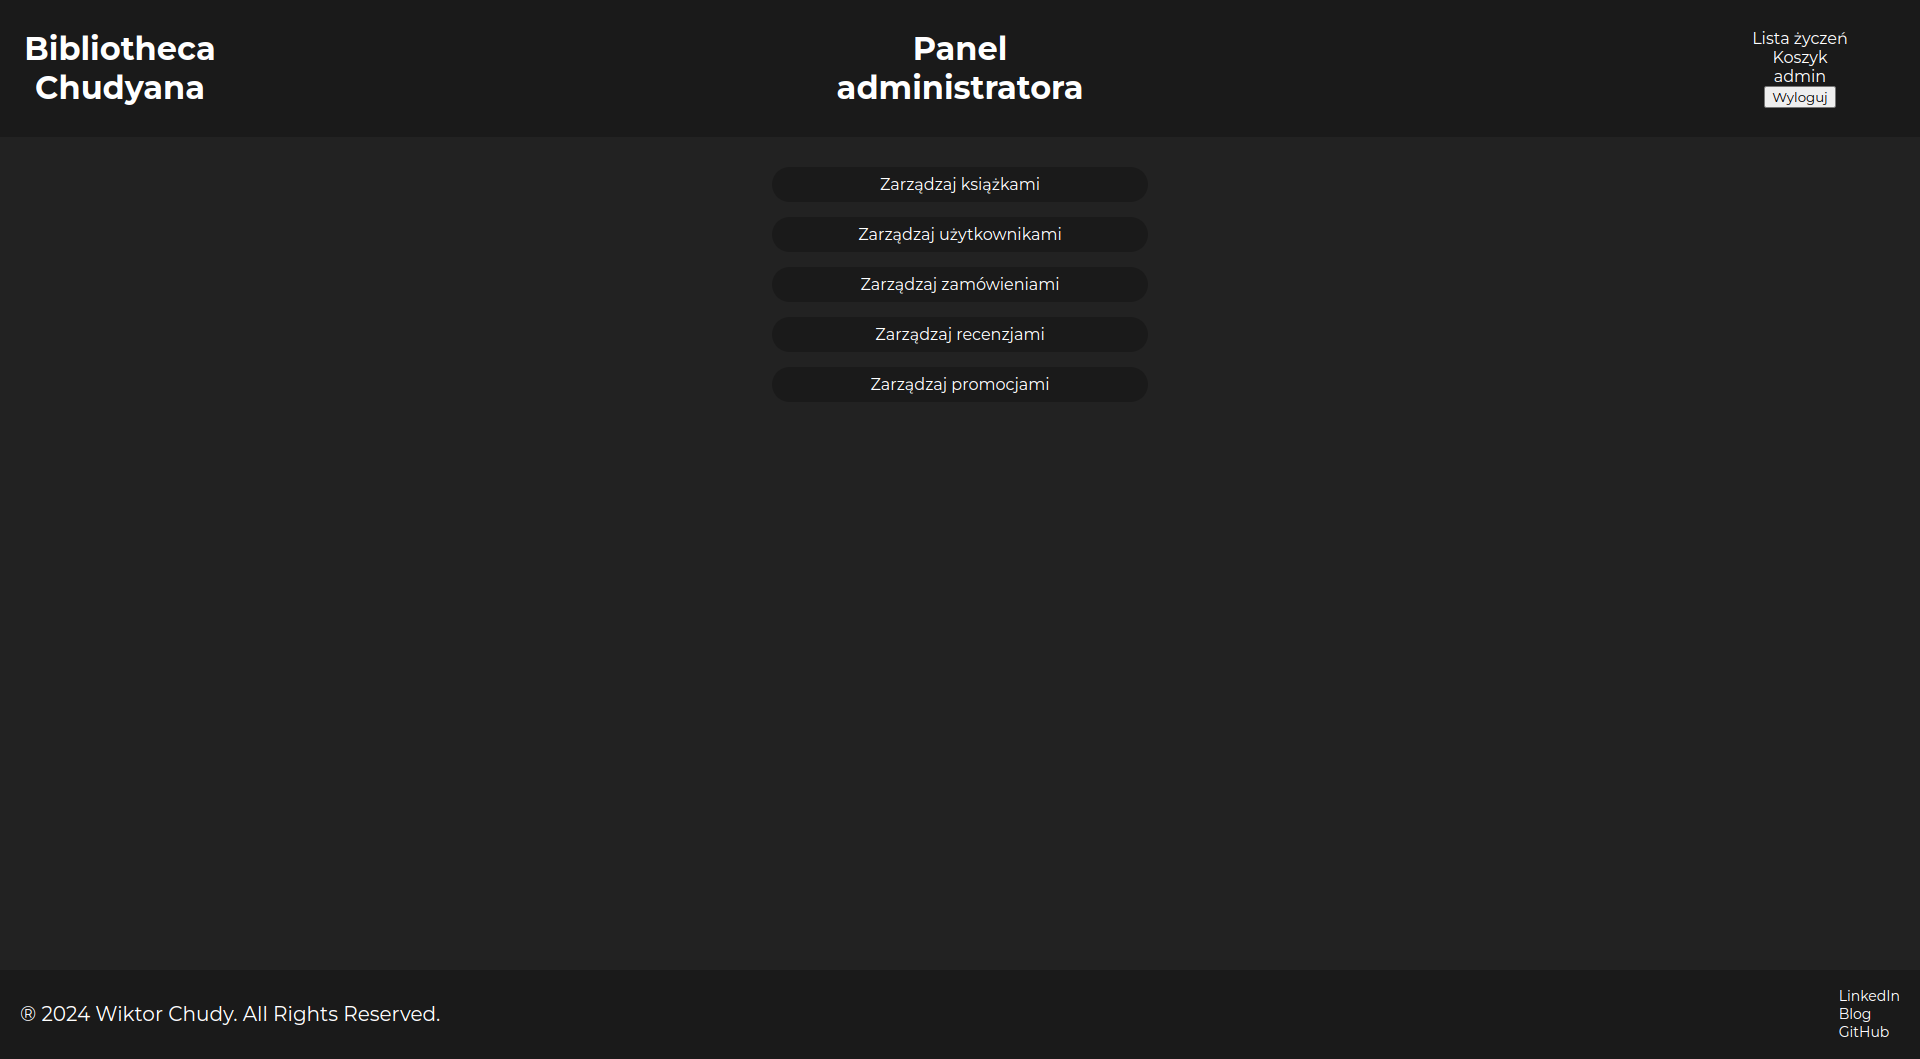 Bibliotheca
Chudyana
Panel
administratora
Lista życzeń
Koszyk
admin
Wyloguj
Zarządzaj książkami
Zarządzaj użytkownikami
Zarządzaj zamówieniami
Zarządzaj recenzjami
Zarządzaj promocjami
® 2024 Wiktor Chudy. All Rights Reserved.
LinkedIn
Blog
GitHub